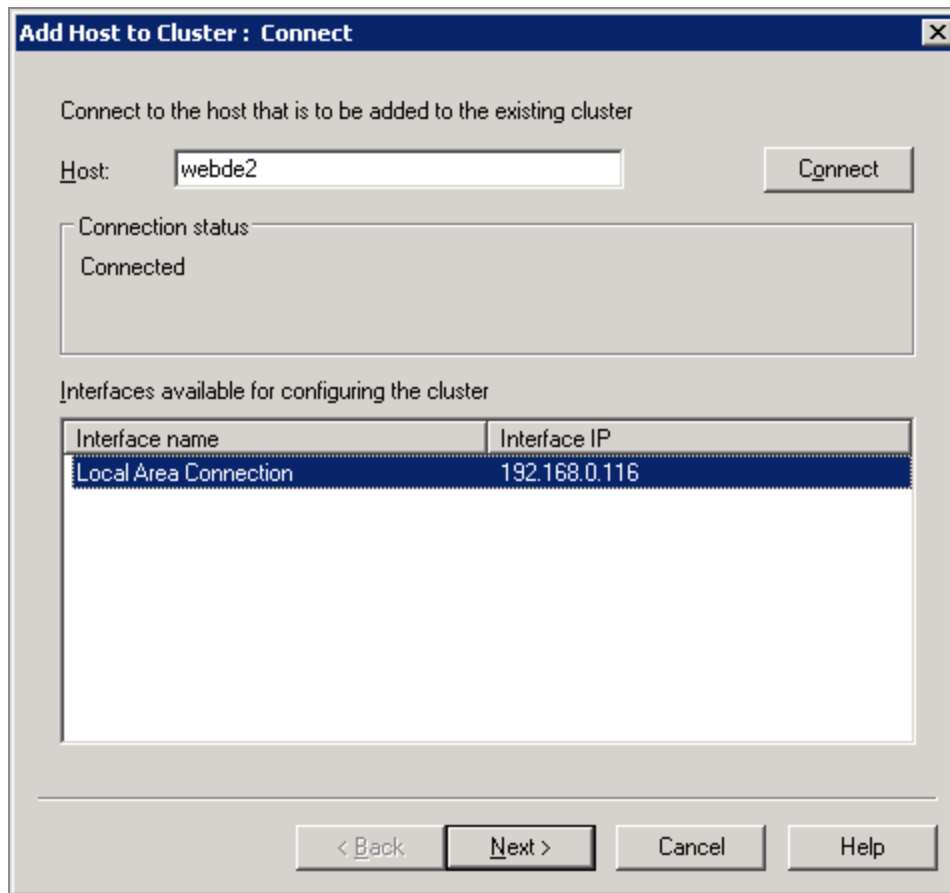 Add Host to Cluster :  Connect
Connect to the host that is to be added to the existing cluster
Host: webde2 Connect
Connection status
Connected
Interfaces available for configuring the cluster
Interface name Interface IP
Local Area Connection 192.168.0.116
< Back Next > Cancel Help